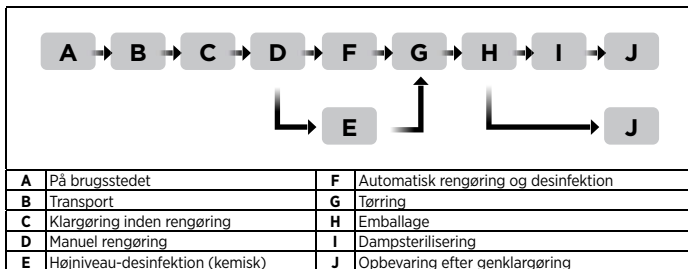 A B C D F G H I J
E J
A På brugsstedet F Automatisk rengøring og desinfektion
B Transport G Tørring
C Klargøring inden rengøring H Emballage
D Manuel rengøring I Dampsterilisering
E Højniveau-desinfektion (kemisk) J Opbevaring efter genklargøring